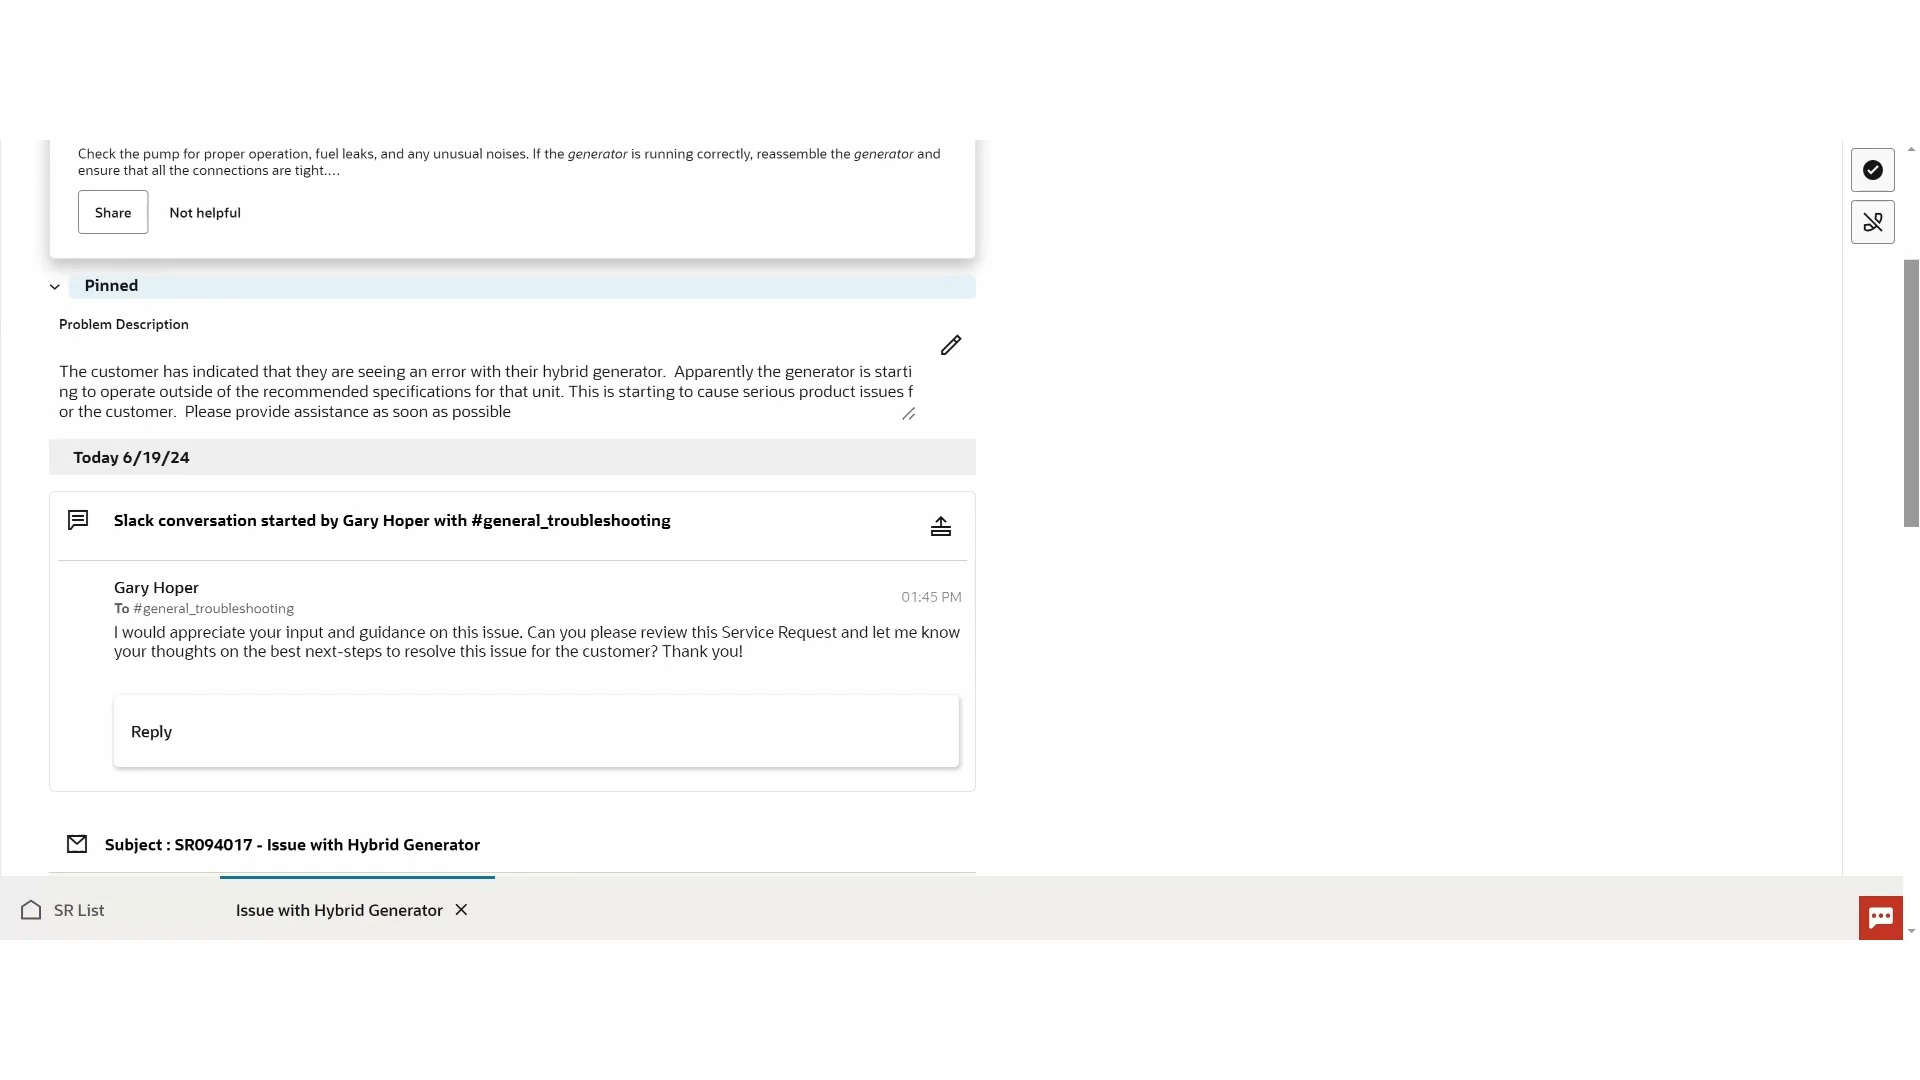 Check the pump for proper operation, fuel leaks, and any unusual noises. If the generator is running correctly, reassemble the generator and
ensure that all the connections are tight....
Share
Not helpful
Pinned
Problem Description
The customer has indicated that they are seeing an error with their hybrid generator.  Apparently the generator is starti
ng to operate outside of the recommended specifications for that unit. This is starting to cause serious product issues f
or the customer.  Please provide assistance as soon as possible
Today 6/19/24
Slack conversation started by Gary Hoper with #general_troubleshooting
Gary Hoper
01:45 PM
To #general_troubleshooting
I would appreciate your input and guidance on this issue. Can you please review this Service Request and let me know
your thoughts on the best next-steps to resolve this issue for the customer? Thank you!
Reply
Subject : SR094017 - Issue with Hybrid Generator
SR List
Issue with Hybrid Generator